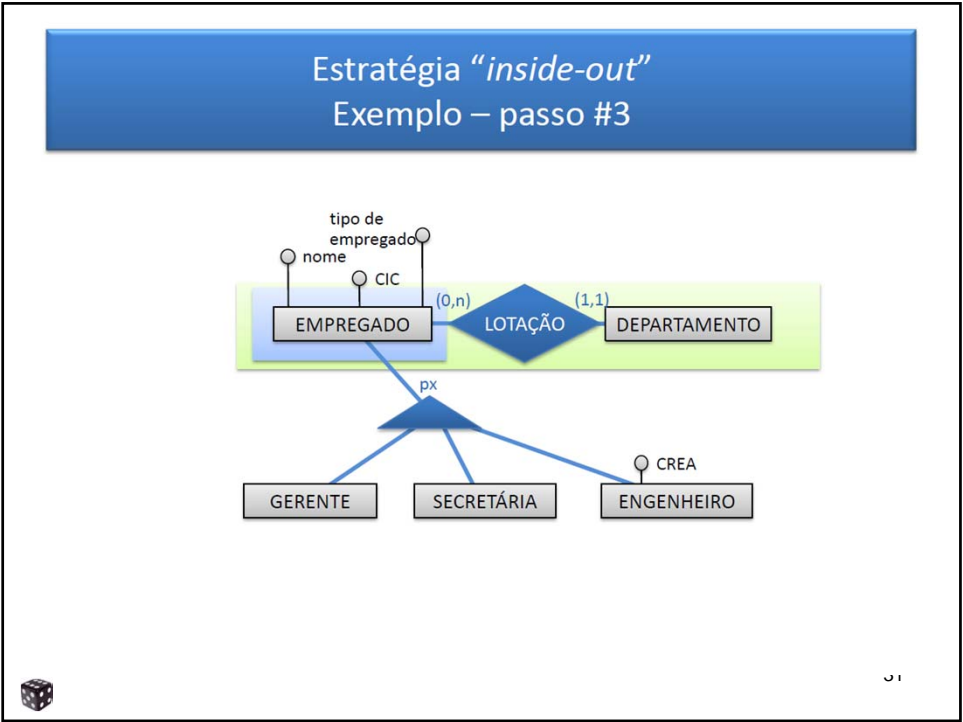 Estratégia “inside-out”
Exemplo – passo #3
tipo de
empregado
nome
CIC
(0,n)
(1,1)
EMPREGADO
LOTAÇÃO
DEPARTAMENTO
px
CREA
GERENTE
SECRETÁRIA
ENGENHEIRO